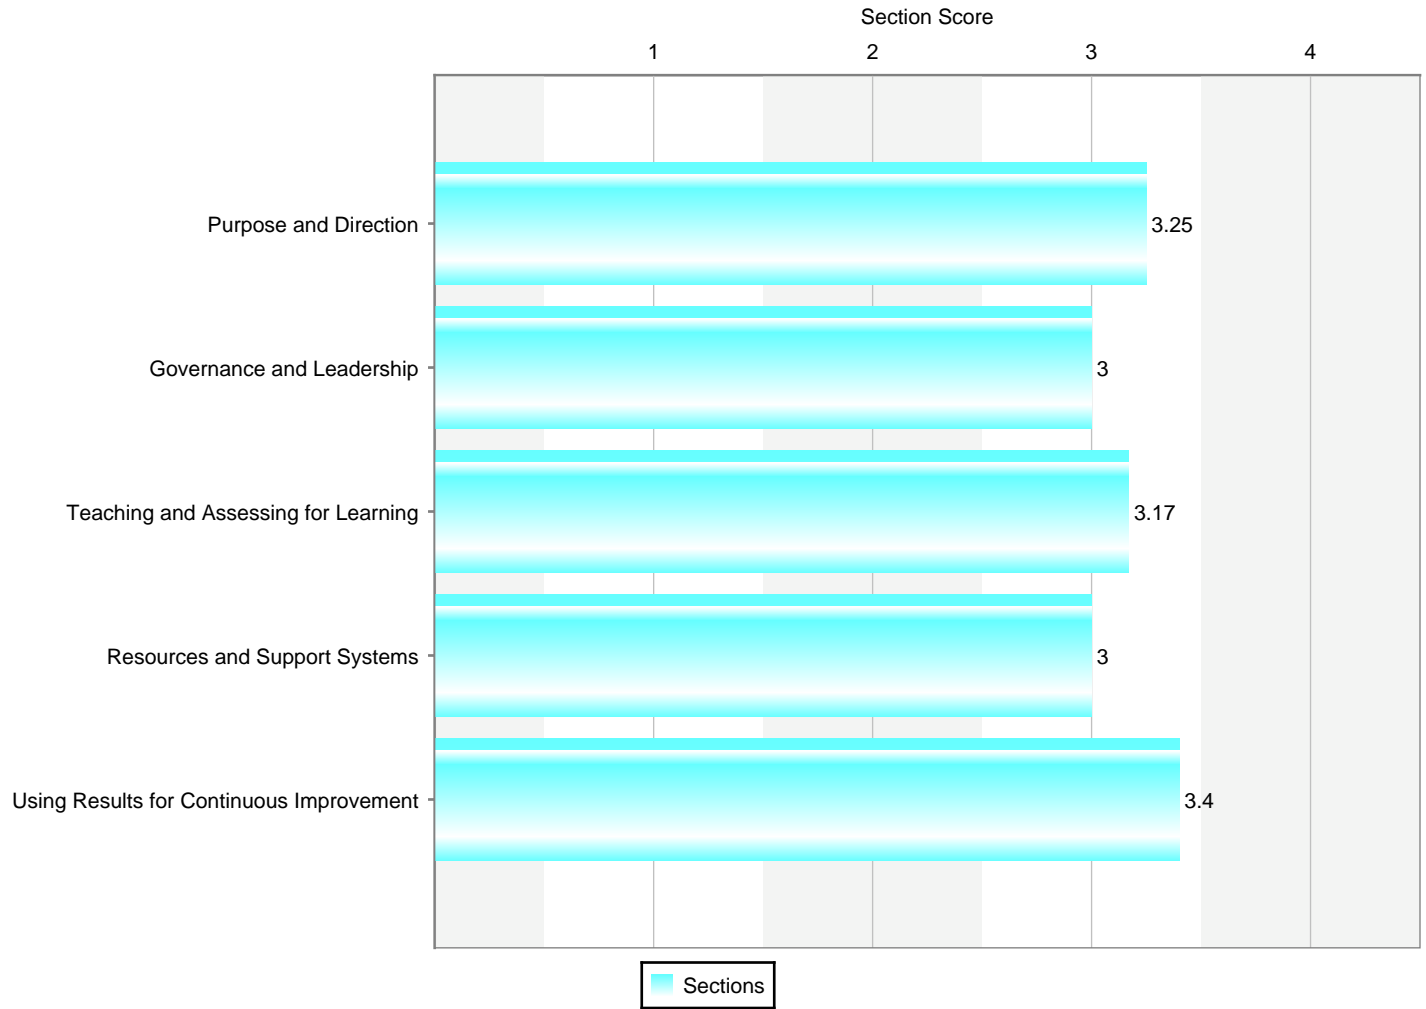 Section Score
1 2 3 4
Purpose and Direction 3.25
Governance and Leadership 3
Teaching and Assessing for Learning 3.17
Resources and Support Systems 3
Using Results for Continuous Improvement 3.4
Sections